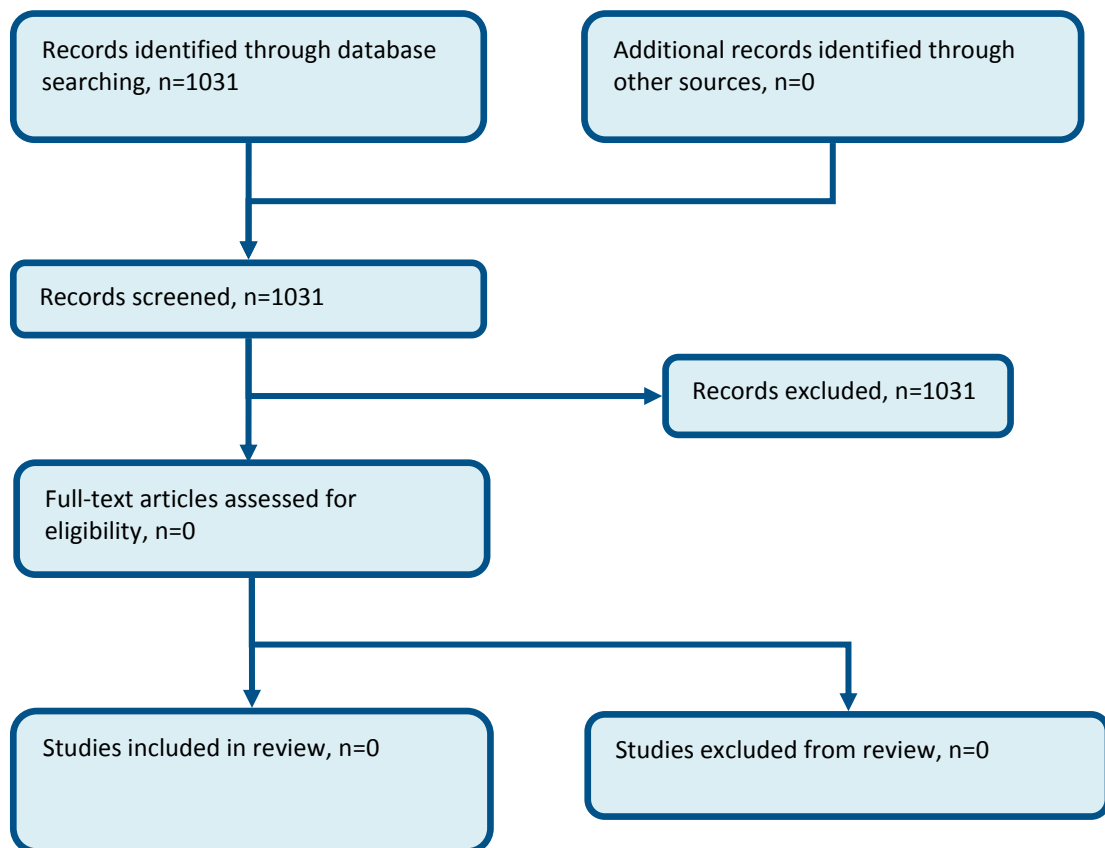 Records identified through database
searching, n=1031
Additional records identified through
other sources, n=0
Records screened, n=1031
Records excluded, n=1031
Full-text articles assessed for
eligibility, n=0
Studies included in review, n=0
Studies excluded from review, n=0